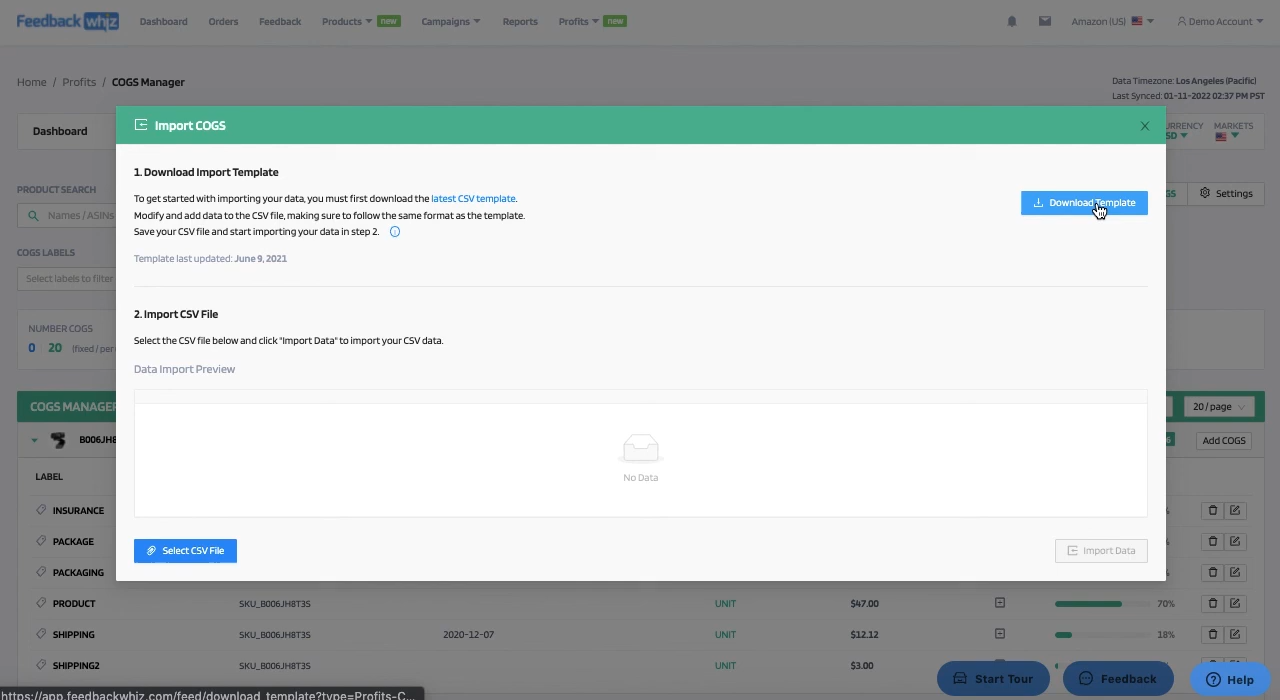 Feedback whiz
Dashboard Orders Feedback Products new Campaigns Reports Profits new Amazon (US) Demo Account
Home / Profits / COGS Manager
Data Timezone: Los Angeles (Pacific)
Last Synced: 01-11-2022 02:37 PM PST
Dashboard
MARKETS
Import COGS
1. Download Import Template
To get started with importing your data, you must first download the latest CSV template.
Modify and add data to the CSV file, making sure to follow the same format as the template.
Save your CSV file and start importing your data in step 2.
Template last updated: June 9, 2021
Download Template
PRODUCT SEARCH
Names / ASINs
Settings
COGS LABELS
Select labels to filter
2. Import CSV File
Select the CSV file below and click "Import Data" to import your CSV data.
Data Import Preview
No Data
Select CSV File
Import Data
NUMBER COGS
0 20 (fixed / per
COGS MANAGER
20 / page
B006JH8
Add COGS
LABEL
INSURANCE
PACKAGE
PACKAGING
PRODUCT SKU_B006JH8T3S UNIT $47.00 70%
SHIPPING SKU_B006JH8T3S 2020-12-07 UNIT $12.12 18%
SHIPPING2 SKU_B006JH8T3S UNIT $3.00
Start Tour
Feedback
Help
https://app.feedbackwhiz.com/feed/download_template?type=Profits-C...